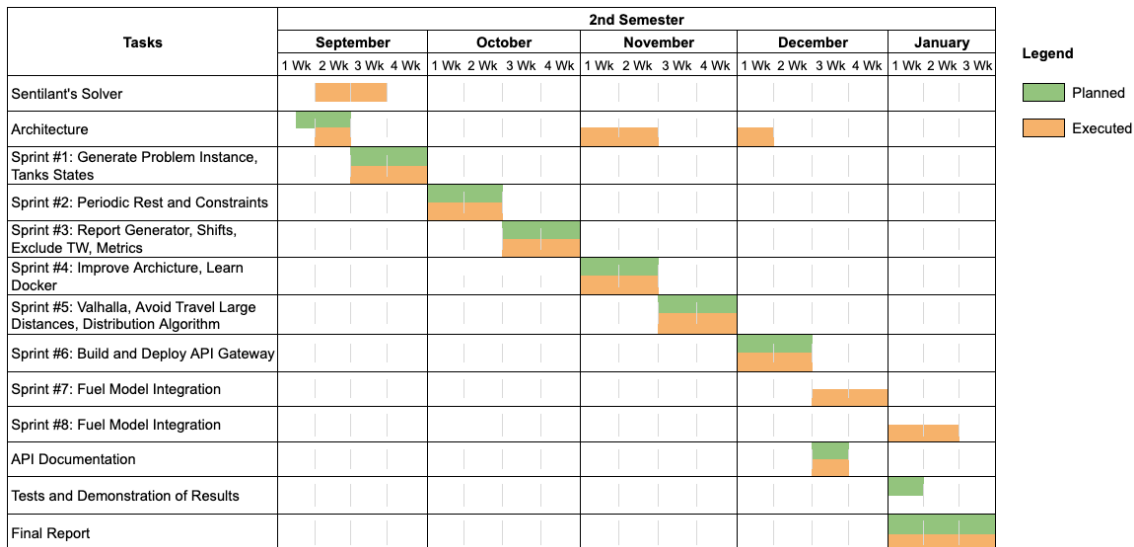 2nd Semester
Tasks
September October November December January
1 Wk 2 Wk 3 Wk 4 Wk 1 Wk 2 Wk 3 Wk 4 Wk 1 Wk 2 Wk 3 Wk 4 Wk 1 Wk 2 Wk 3 Wk 4 Wk 1 Wk 2 Wk 3 Wk
Legend
Planned
Executed
Sentilant's Solver
Architecture
Sprint #1: Generate Problem Instance,
Tanks States
Sprint #2: Periodic Rest and Constraints
Sprint #3: Report Generator, Shifts,
Exclude TW, Metrics
Sprint #4: Improve Archicture, Learn
Docker
Sprint #5: Valhalla, Avoid Travel Large
Distances, Distribution Algorithm
Sprint #6: Build and Deploy API Gateway
Sprint #7: Fuel Model Integration
Sprint #8: Fuel Model Integration
API Documentation
Tests and Demonstration of Results
Final Report